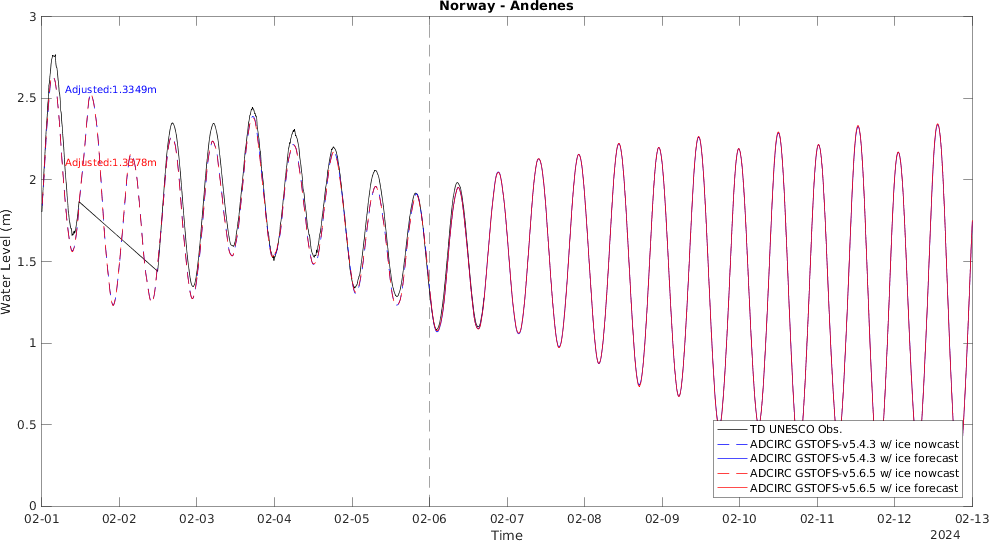 Norway - Andenes
3
2.5
2
1.5
1
0.5
0
Water Level (m)
Adjusted:1.3349m
Adjusted:1.3378m
TD UNESCO Obs.
ADCIRC GSTOFS-v5.4.3 w/ ice nowcast
ADCIRC GSTOFS-v5.4.3 w/ ice forecast
ADCIRC GSTOFS-v5.6.5 w/ ice nowcast
ADCIRC GSTOFS-v5.6.5 w/ ice forecast
02-01 02-02 02-03 02-04 02-05 02-06 02-07 02-08 02-09 02-10 02-11 02-12 02-13
Time
2024